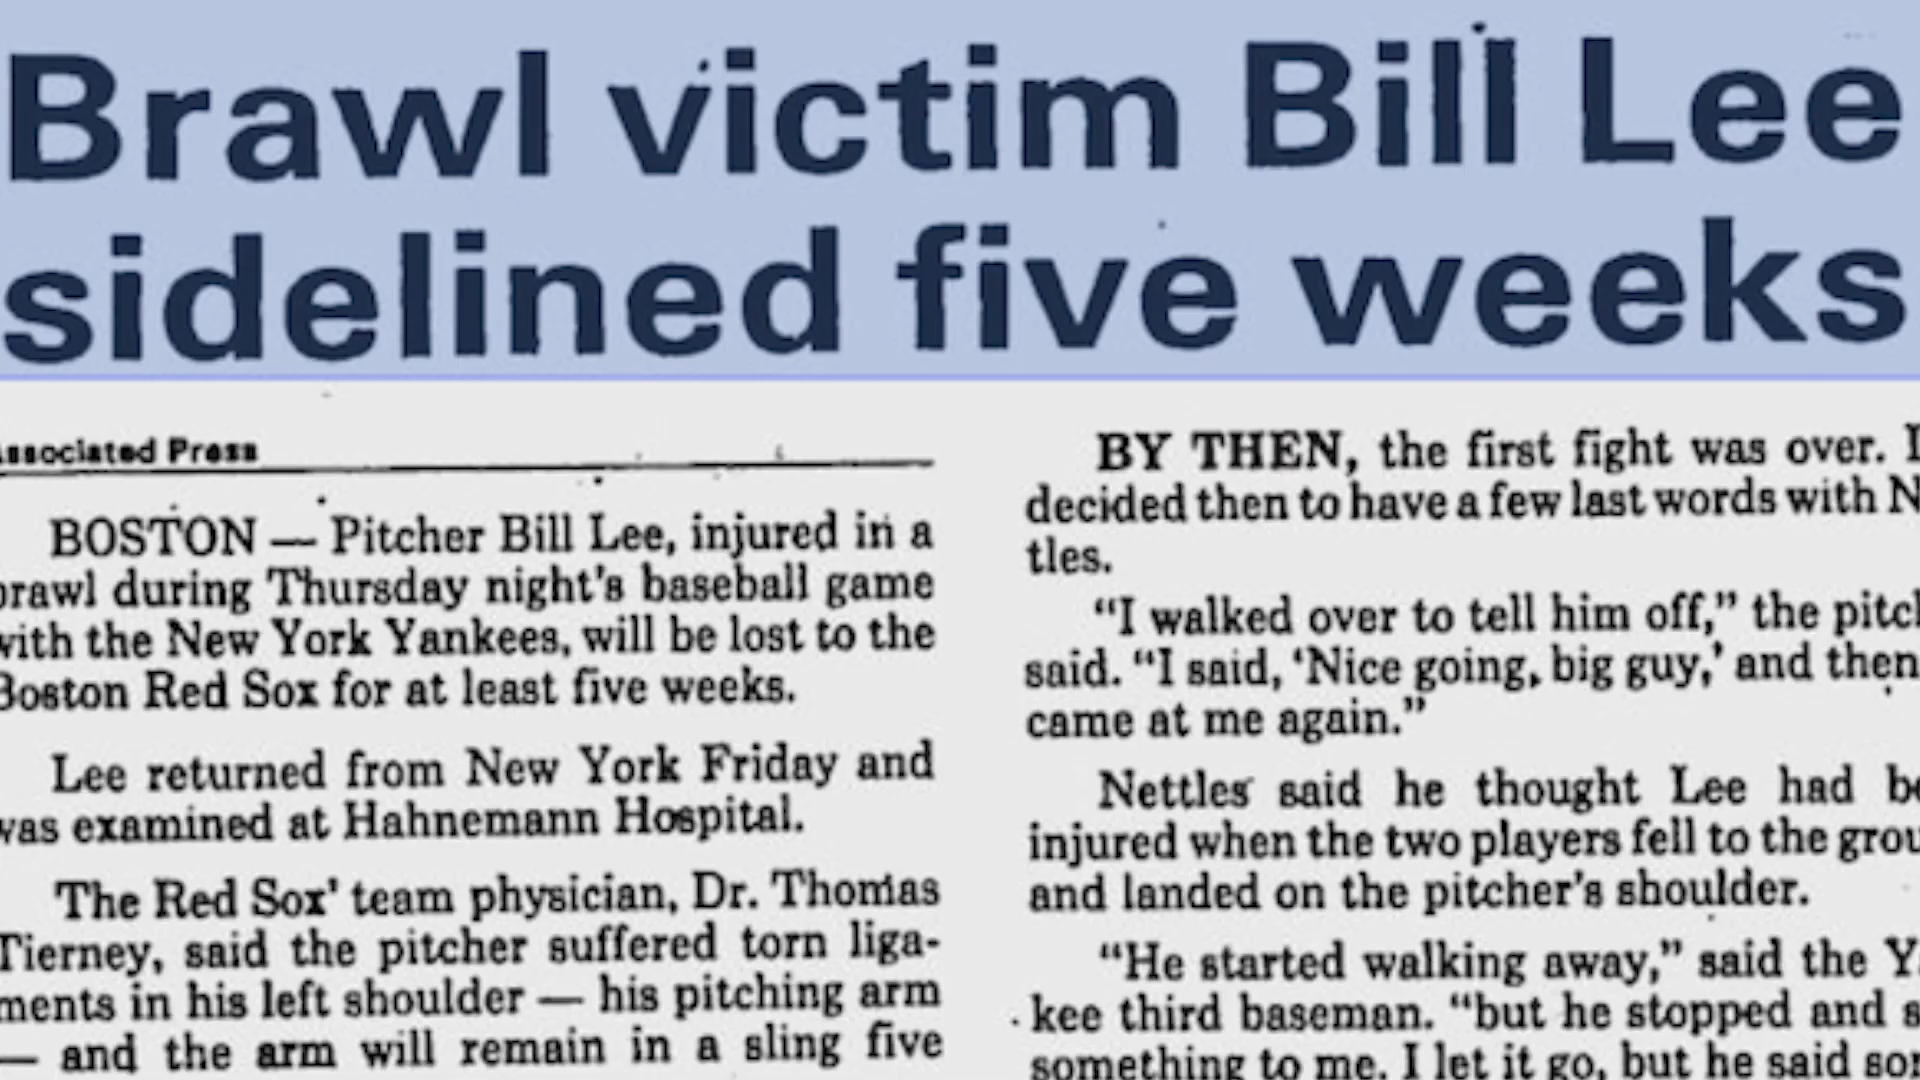 Brawl victim Bill Lee
sidelined five weeks
Associated Press
BOSTON — Pitcher Bill Lee, injured in a
brawl during Thursday night's baseball game
with the New York Yankees, will be lost to the
Boston Red Sox for at least five weeks.
Lee returned from New York Friday and
was examined at Hahnemann Hospital.
The Red Sox' team physician, Dr. Thomas
Tierney, said the pitcher suffered torn liga-
ments in his left shoulder — his pitching arm
— and the arm will remain in a sling five
BY THEN, the first fight was over. I
decided then to have a few last words with N
tles.
“I walked over to tell him off,” the pitch
said. “I said, ‘Nice going, big guy,’ and then
came at me again.”
Nettles said he thought Lee had be
injured when the two players fell to the grou
and landed on the pitcher's shoulder.
“He started walking away,” said the Ya
kee third baseman. “but he stopped and s
something to me. I let it go, but he said so